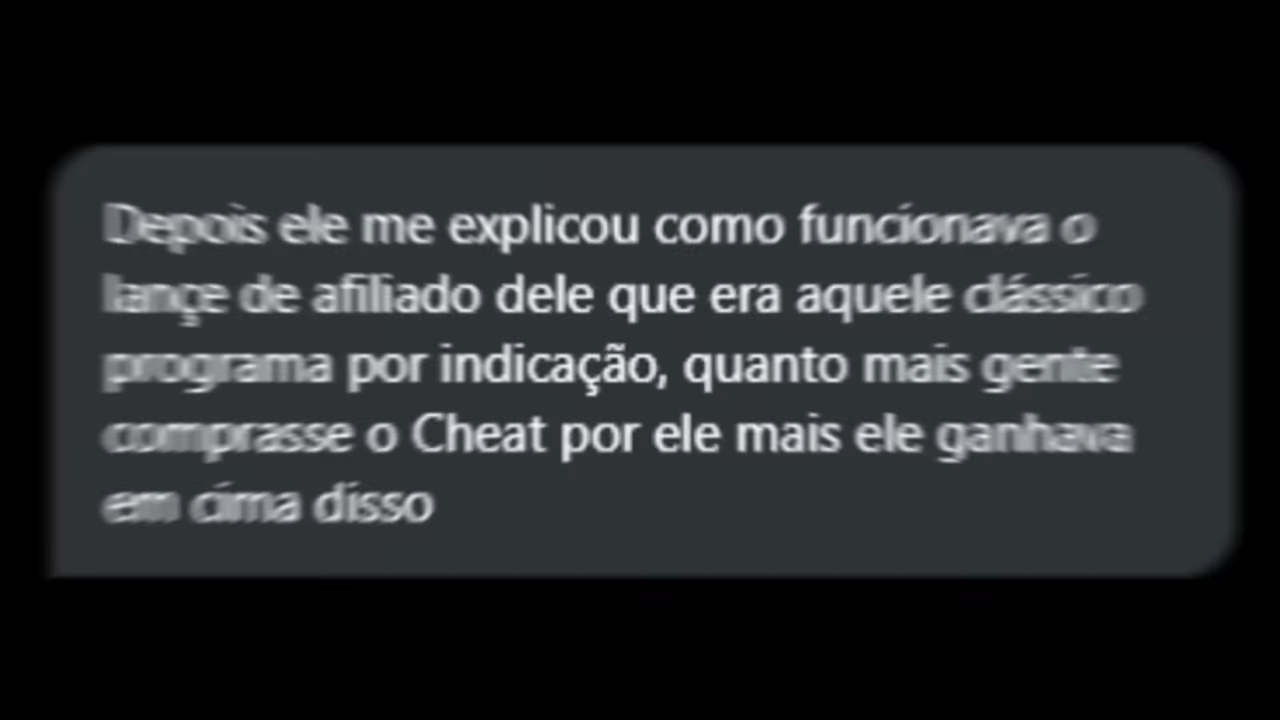 Depois ele me explicou como funcionava o
lançe de afiliado dele que era aquele clássico
programa por indicação, quanto mais gente
comprasse o Cheat por ele mais ele ganhava
em cima disso